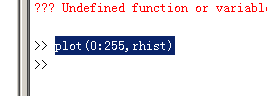 ??? Undefined function or variable
>> plot(0:255,rhist)
>>